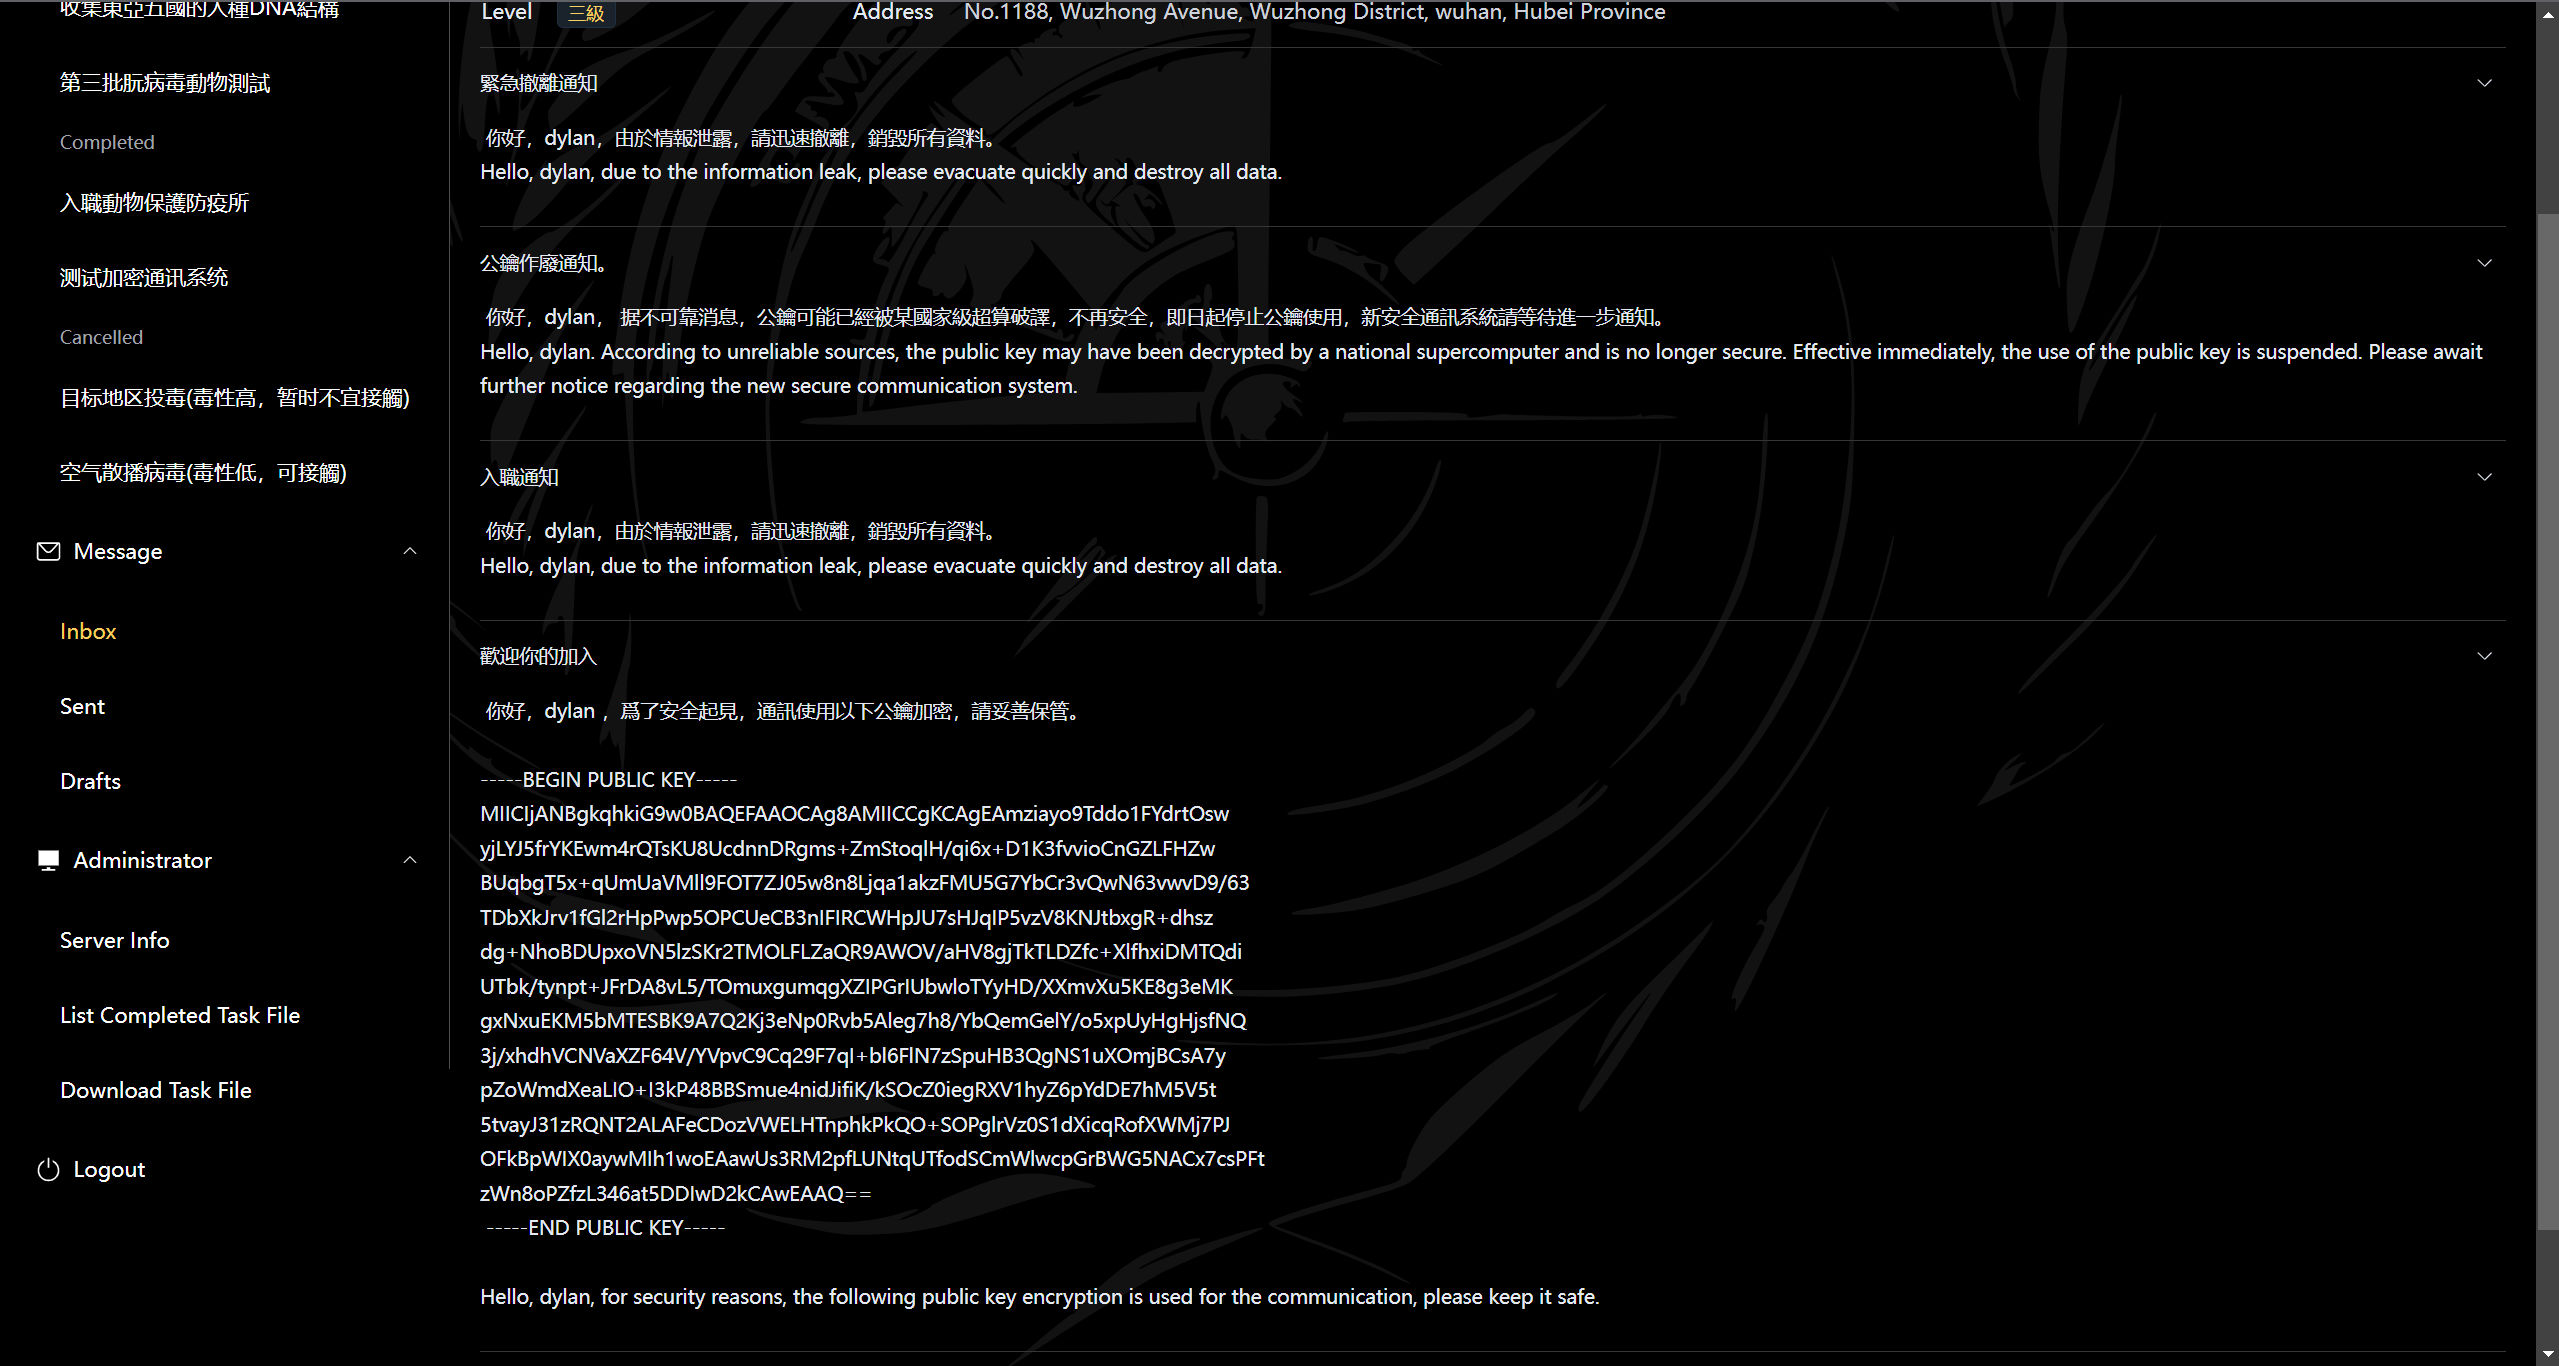 收集東亞五國的人種DNA結構
第三批朊病毒動物測試
Completed
入職動物保護防疫所
测试加密通讯系统
Cancelled
目标地区投毒(毒性高，暂时不宜接觸)
空气散播病毒(毒性低，可接觸)
Message
Inbox
Sent
Drafts
Administrator
Server Info
List Completed Task File
Download Task File
Logout
Level 三級 Address No.1188, Wuzhong Avenue, Wuzhong District, wuhan, Hubei Province
緊急撤離通知
你好，dylan，由於情報泄露，請迅速撤離，銷毀所有資料。
Hello, dylan, due to the information leak, please evacuate quickly and destroy all data.
公鑰作廢通知。
你好，dylan， 据不可靠消息，公鑰可能已經被某國家級超算破譯，不再安全，即日起停止公鑰使用，新安全通訊系統請等待進一步通知。
Hello, dylan. According to unreliable sources, the public key may have been decrypted by a national supercomputer and is no longer secure. Effective immediately, the use of the public key is suspended. Please await
further notice regarding the new secure communication system.
入職通知
你好，dylan，由於情報泄露，請迅速撤離，銷毀所有資料。
Hello, dylan, due to the information leak, please evacuate quickly and destroy all data.
歡迎你的加入
你好，dylan ，爲了安全起見，通訊使用以下公鑰加密，請妥善保管。
-----BEGIN PUBLIC KEY-----
MIICIjANBgkqhkiG9w0BAQEFAAOCAg8AMIICCgKCAgEAmziayo9Tddo1FYdrtOsw
yjLYJ5frYKEwm4rQTsKU8UcdnnDRgms+ZmStoqlH/qi6x+D1K3fvvioCnGZLFHZw
BUqbgT5x+qUmUaVMll9FOT7ZJ05w8n8Ljqa1akzFMU5G7YbCr3vQwN63vwvD9/63
TDbXkJrv1fGl2rHpPwp5OPCUeCB3nIFIRCWHpJU7sHJqIP5vzV8KNJtbxgR+dhsz
dg+NhoBDUpxoVN5lzSKr2TMOLFLZaQR9AWOV/aHV8gjTkTLDZfc+XlfhxiDMTQdi
UTbk/tynpt+JFrDA8vL5/TOmuxgumqgXZIPGrIUbwloTYyHD/XXmvXu5KE8g3eMK
gxNxuEKM5bMTESBK9A7Q2Kj3eNp0Rvb5Aleg7h8/YbQemGelY/o5xpUyHgHjsfNQ
3j/xhdhVCNVaXZF64V/YVpvC9Cq29F7qI+bl6FlN7zSpuHB3QgNS1uXOmjBCsA7y
pZoWmdXeaLIO+I3kP48BBSmue4nidJifiK/kSOcZ0iegRXV1hyZ6pYdDE7hM5V5t
5tvayJ31zRQNT2ALAFeCDozVWELHTnphkPkQO+SOPglrVz0S1dXicqRofXWMj7PJ
OFkBpWIX0aywMIh1woEAawUs3RM2pfLUNtqUTfodSCmWlwcpGrBWG5NACx7csPFt
zWn8oPZfzL346at5DDIwD2kCAwEAAQ==
-----END PUBLIC KEY-----
Hello, dylan, for security reasons, the following public key encryption is used for the communication, please keep it safe.